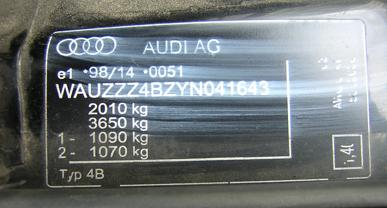 AUDI AG
e1 *98/14 *0051
WAUZZZ4BZYN041643
2010 kg
3650 kg
1- 1090 kg
2- 1070 kg
Typ 4B